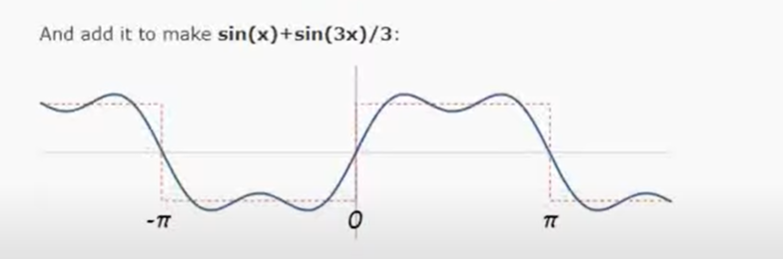 And add it to make sin(x)+sin(3x)/3:
-π 0 π